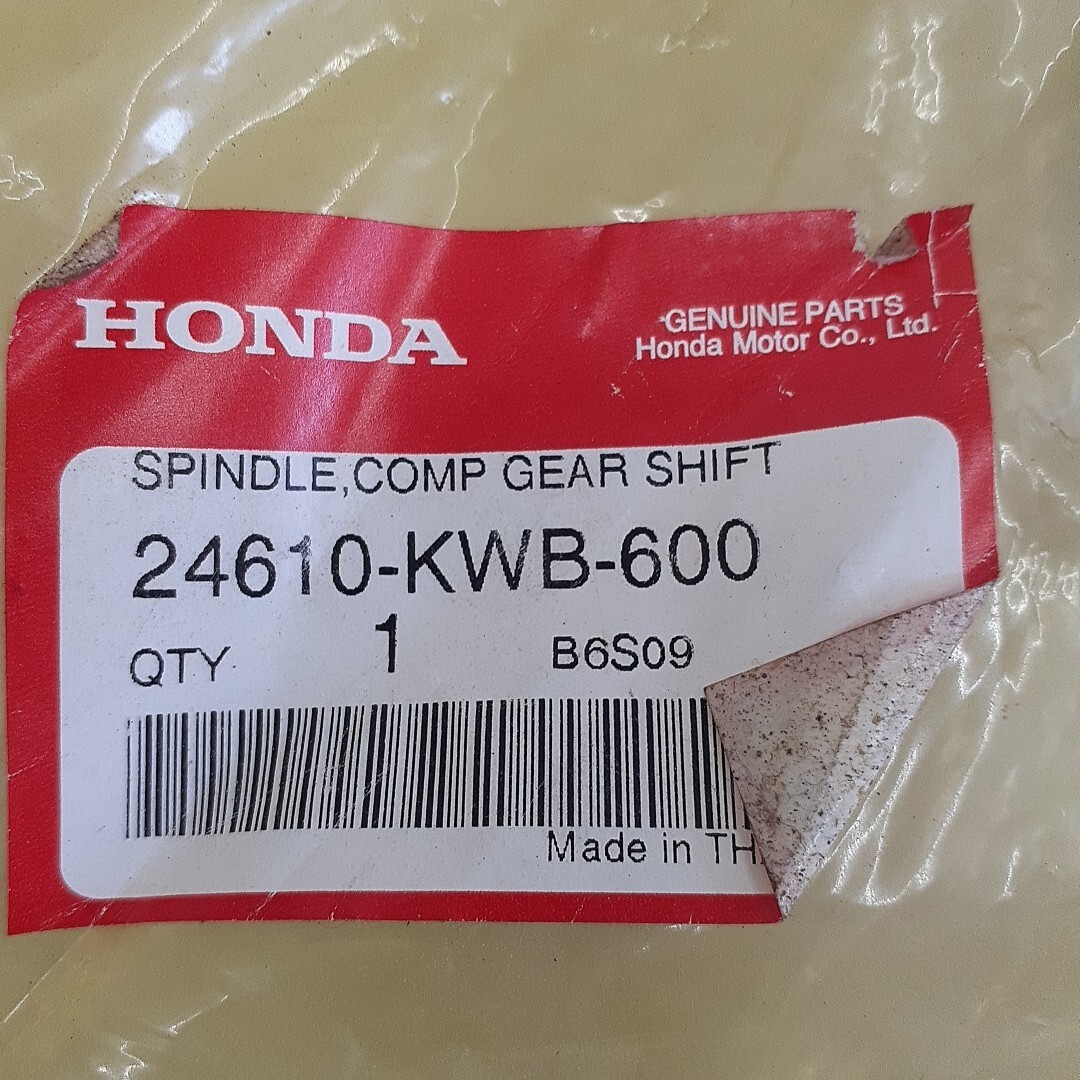 HONDA
GENUINE PARTS
Honda Motor Co., Ltd.
SPINDLE,COMP GEAR SHIFT
24610-KWB-600
QTY 1 B6S09
Made in TH